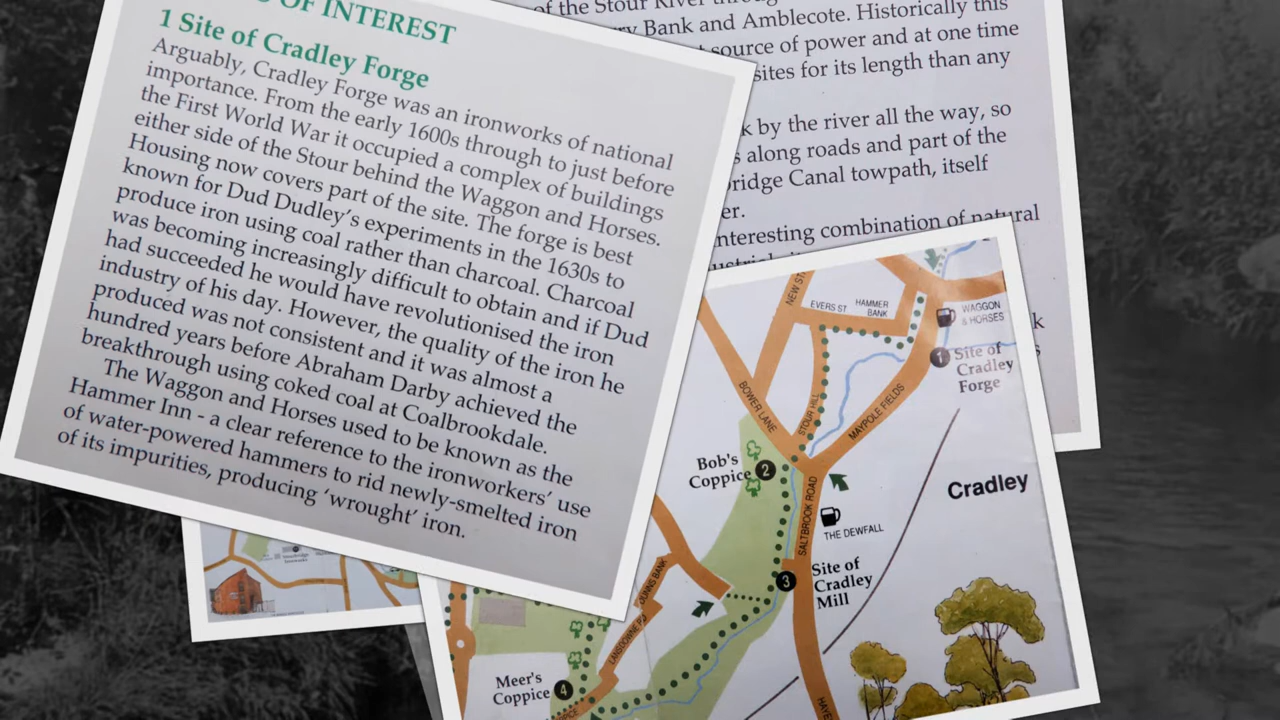 OF INTEREST
1 Site of Cradley Forge
Arguably, Cradley Forge was an ironworks of national
importance. From the early 1600s through to just before
the First World War it occupied a complex of buildings
either side of the Stour behind the Waggon and Horses.
Housing now covers part of the site. The forge is best
known for Dud Dudley's experiments in the 1630s to
produce iron using coal rather than charcoal. Charcoal
was becoming increasingly difficult to obtain and if Dud
had succeeded he would have revolutionised the iron
industry of his day. However, the quality of the iron he
produced was not consistent and it was almost a
hundred years before Abraham Darby achieved the
breakthrough using coked coal at Coalbrookdale.
The Waggon and Horses used to be known as the
Hammer Inn - a clear reference to the ironworkers' use
of water-powered hammers to rid newly-smelted iron
of its impurities, producing 'wrought' iron.
of the Stour River
Bank and Amblecote. Historically this
source of power and at one time
sites for its length than any
by the river all the way, so
along roads and part of the
Canal towpath, itself
combination of natural
NEW ST
EVERS ST
HAMMER
BANK
WAGGON
& HORSES
1 Site of
Cradley
Forge
BOWER LANE
STOUR HILL
MAYPOLE FIELDS
Bob's
Coppice 2
Cradley
SALTBROOK ROAD
THE DEWFALL
3 Site of
Cradley
Mill
Meer's
Coppice 4